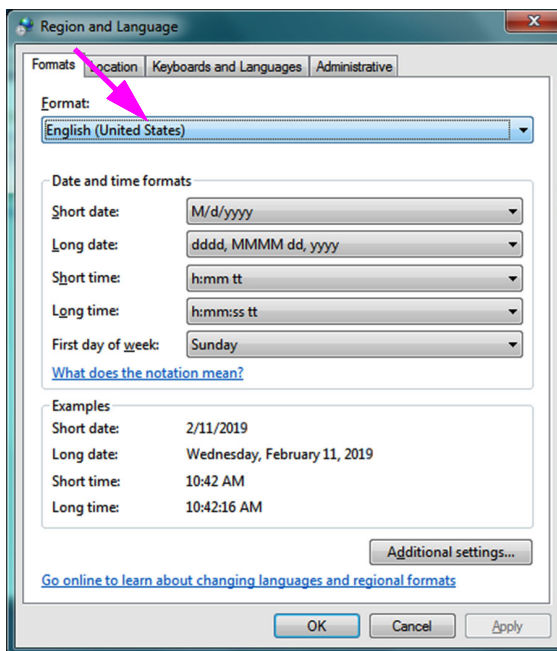 Region and Language
Formats Location Keyboards and Languages Administrative
Format:
English (United States)
Date and time formats
Short date: M/d/yyyy
Long date: dddd, MMMM dd, yyyy
Short time: h:mm tt
Long time: h:mm:ss tt
First day of week: Sunday
What does the notation mean?
Examples
Short date: 2/11/2019
Long date: Wednesday, February 11, 2019
Short time: 10:42 AM
Long time: 10:42:16 AM
Additional settings...
Go online to learn about changing languages and regional formats
OK Cancel Apply